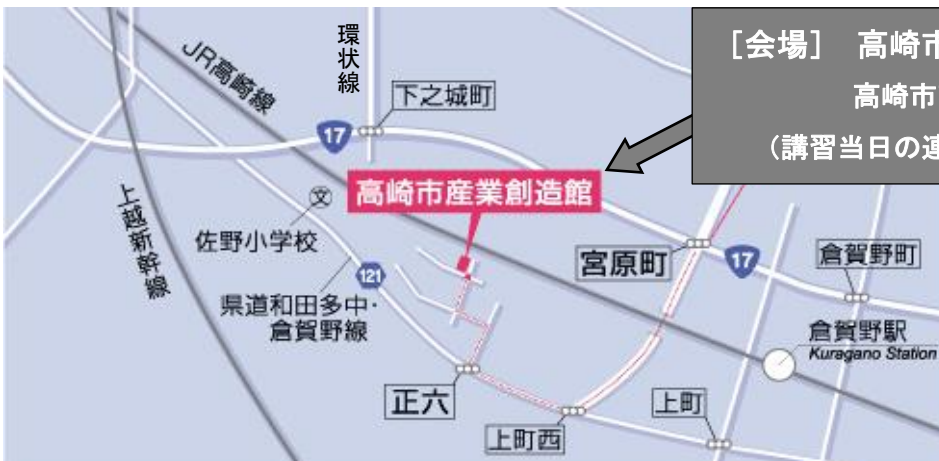 環状線
JR高崎線
下之城町
17
[会場] 高崎市
高崎市
(講習当日の連
高崎市産業創造館
佐野小学校
文
上越新幹線
県道和田多中・
倉賀野線
121
宮原町
17
倉賀野町
倉賀野駅
Kuragano Station
正六
上町西
上町